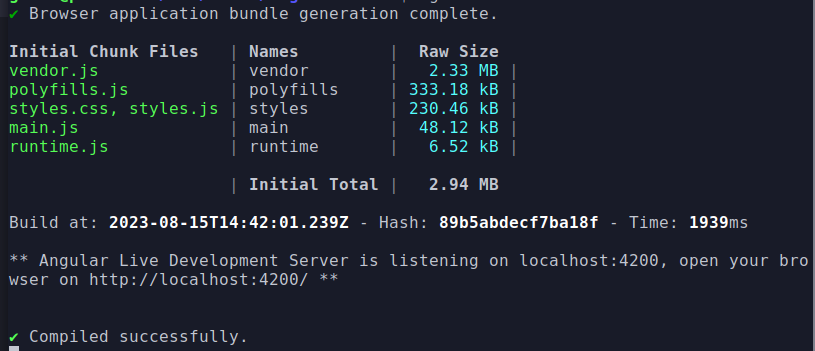 ✔ Browser application bundle generation complete.
Initial Chunk Files | Names | Raw Size
vendor.js | vendor | 2.33 MB |
polyfills.js | polyfills | 333.18 kB |
styles.css, styles.js | styles | 230.46 kB |
main.js | main | 48.12 kB |
runtime.js | runtime | 6.52 kB |
| Initial Total | 2.94 MB
Build at: 2023-08-15T14:42:01.239Z - Hash: 89b5abdecf7ba18f - Time: 1939ms
** Angular Live Development Server is listening on localhost:4200, open your bro
wser on http://localhost:4200/ **
✔ Compiled successfully.